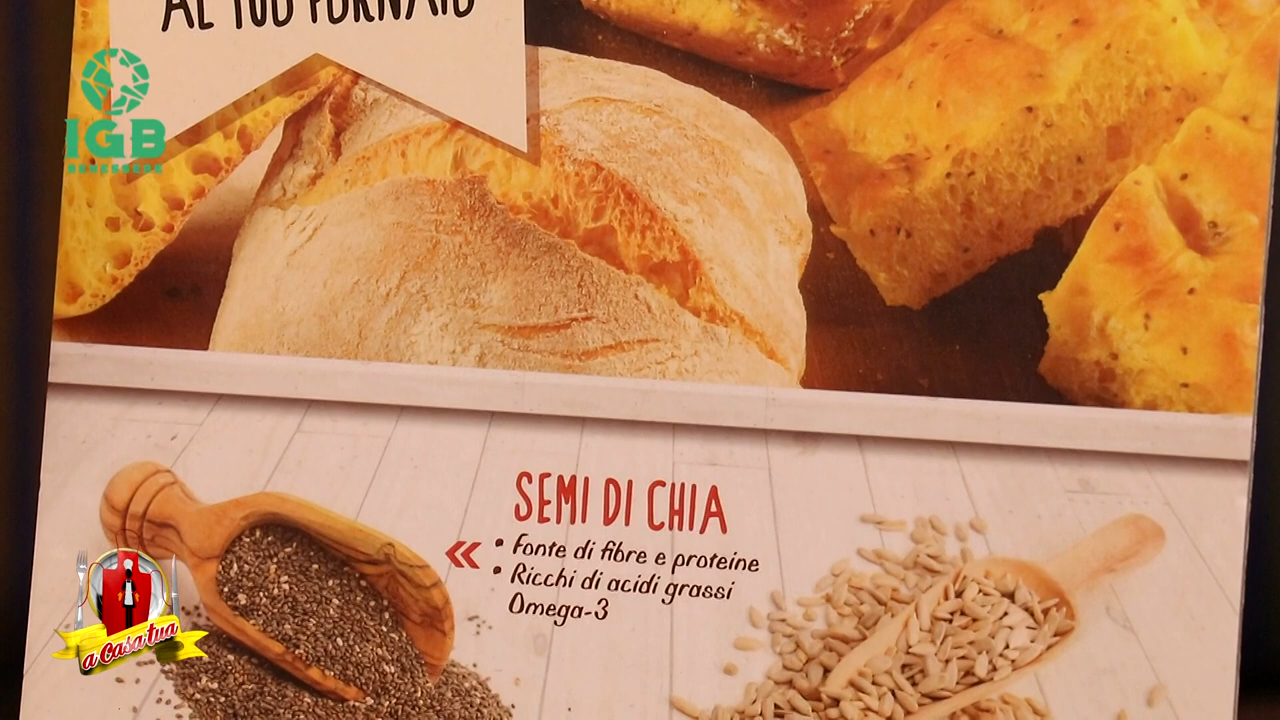 AL TUO FORNAIO
IGB
BENESSERE
SEMI DI CHIA
• Fonte di fibre e proteine
• Ricchi di acidi grassi
Omega-3
a Casa tua